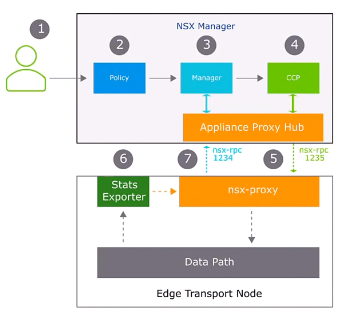 1
NSX Manager
2
3
4
Policy
Manager
CCP
Appliance Proxy Hub
nsx-rpc
1234
nsx-rpc
1235
6
7
5
Stats
Exporter
nsx-proxy
Data Path
Edge Transport Node